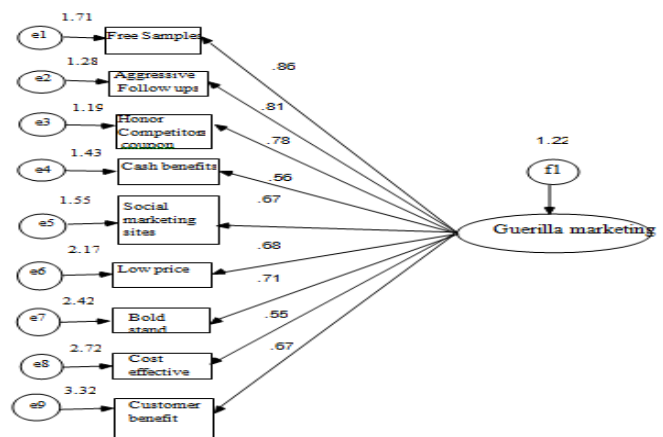 1.71
e1
Free Samples
.86
1.28
e2
Aggressive
Follow ups
.81
1.19
e3
Honor
Competitors
coupon
.78
1.22
1.43
e4
Cash benefits
.56
f1
1.55
e5
Social
marketing
sites
.67
Guerilla marketing
2.17
e6
Low price
.68
2.42
e7
Bold
stand
.71
2.72
e8
Cost
effective
.55
3.32
e9
Customer
benefit
.67